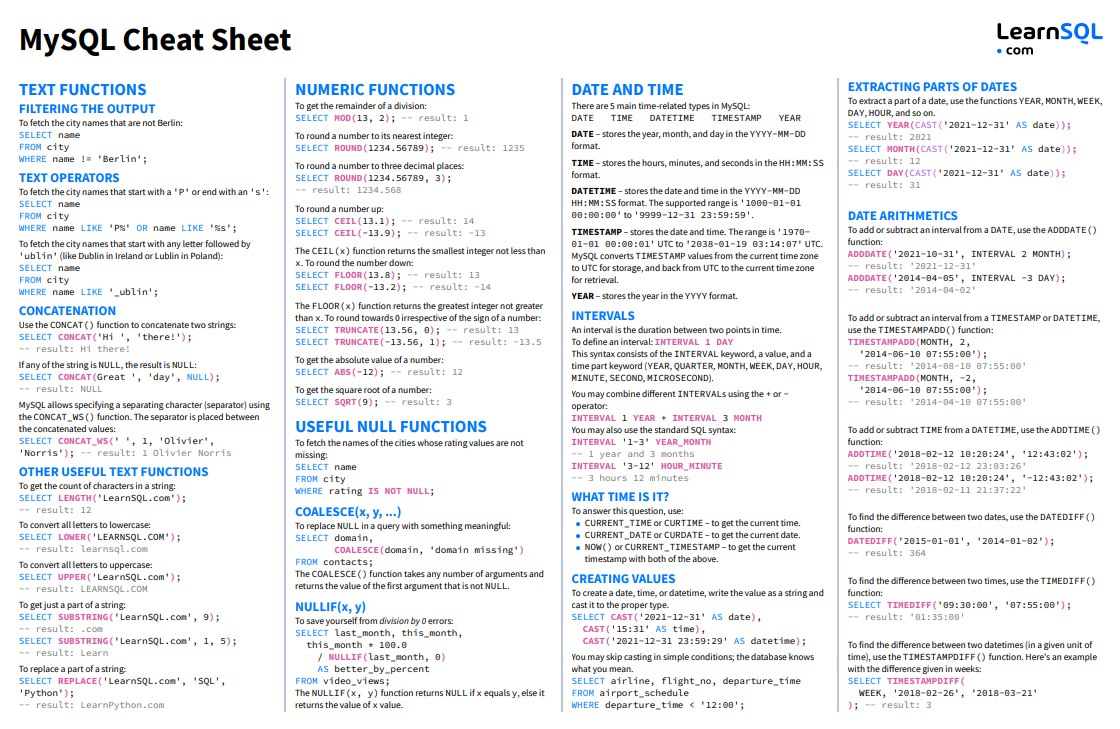 MySQL Cheat Sheet
LearnSQL
• com
TEXT FUNCTIONS
FILTERING THE OUTPUT
To fetch the city names that are not Berlin:
SELECT name
FROM city
WHERE name != 'Berlin';
TEXT OPERATORS
To fetch the city names that start with a 'P' or end with an 's':
SELECT name
FROM city
WHERE name LIKE 'P%' OR name LIKE '%s';
To fetch the city names that start with any letter followed by
'ublin' (like Dublin in Ireland or Lublin in Poland):
SELECT name
FROM city
WHERE name LIKE '_ublin';
CONCATENATION
Use the CONCAT() function to concatenate two strings:
SELECT CONCAT('Hi ', 'there!');
-- result: Hi there!
If any of the string is NULL, the result is NULL:
SELECT CONCAT(Great ', 'day', NULL);
-- result: NULL
MySQL allows specifying a separating character (separator) using
the CONCAT_WS() function. The separator is placed between
the concatenated values:
SELECT CONCAT_WS(' ', 1, 'Olivier',
'Norris'); -- result: 1 Olivier Norris
OTHER USEFUL TEXT FUNCTIONS
To get the count of characters in a string:
SELECT LENGTH('LearnSQL.com');
-- result: 12
To convert all letters to lowercase:
SELECT LOWER('LEARNSQL.COM');
-- result: learnsql.com
To convert all letters to uppercase:
SELECT UPPER('LearnSQL.com');
-- result: LEARNSQL.COM
To get just a part of a string:
SELECT SUBSTRING('LearnSQL.com', 9);
-- result: .com
SELECT SUBSTRING('LearnSQL.com', 1, 5);
-- result: Learn
To replace a part of a string:
SELECT REPLACE('LearnSQL.com', 'SQL',
'Python');
-- result: LearnPython.com
NUMERIC FUNCTIONS
To get the remainder of a division:
SELECT MOD(13, 2); -- result: 1
To round a number to its nearest integer:
SELECT ROUND(1234.56789); -- result: 1235
To round a number to three decimal places:
SELECT ROUND(1234.56789, 3);
-- result: 1234.568
To round a number up:
SELECT CEIL(13.1); -- result: 14
SELECT CEIL(-13.9); -- result: -13
The CEIL(x) function returns the smallest integer not less than
x. To round the number down:
SELECT FLOOR(13.8); -- result: 13
SELECT FLOOR(-13.2); -- result: -14
The FLOOR(x) function returns the greatest integer not greater
than x. To round towards 0 irrespective of the sign of a number:
SELECT TRUNCATE(13.56, 0); -- result: 13
SELECT TRUNCATE(-13.56, 1); -- result: -13.5
To get the absolute value of a number:
SELECT ABS(-12); -- result: 12
To get the square root of a number:
SELECT SQRT(9); -- result: 3
USEFUL NULL FUNCTIONS
To fetch the names of the cities whose rating values are not
missing:
SELECT name
FROM city
WHERE rating IS NOT NULL;
COALESCE(x, y, ...)
To replace NULL in a query with something meaningful:
SELECT domain,
COALESCE(domain, 'domain missing')
FROM contacts;
The COALESCE() function takes any number of arguments and
returns the value of the first argument that is not NULL.
NULLIF(x, y)
To save yourself from division by 0 errors:
SELECT last_month, this_month,
this_month * 100.0
/ NULLIF(last_month, 0)
AS better_by_percent
FROM video_views;
The NULLIF(x, y) function returns NULL if x equals y, else it
returns the value of x value.
DATE AND TIME
There are 5 main time-related types in MySQL:
DATE TIME DATETIME TIMESTAMP YEAR
DATE – stores the year, month, and day in the YYYY-MM-DD
format.
TIME – stores the hours, minutes, and seconds in the HH:MM:SS
format.
DATETIME – stores the date and time in the YYYY-MM-DD
HH:MM:SS format. The supported range is '1000-01-01
00:00:00' to '9999-12-31 23:59:59'.
TIMESTAMP – stores the date and time. The range is '1970-
01-01 00:00:01' UTC to '2038-01-19 03:14:07' UTC.
MySQL converts TIMESTAMP values from the current time zone
to UTC for storage, and back from UTC to the current time zone
for retrieval.
YEAR – stores the year in the YYYY format.
INTERVALS
An interval is the duration between two points in time.
To define an interval: INTERVAL 1 DAY
This syntax consists of the INTERVAL keyword, a value, and a
time part keyword (YEAR, QUARTER, MONTH, WEEK, DAY, HOUR,
MINUTE, SECOND, MICROSECOND).
You may combine different INTERVALs using the + or –
operator:
INTERVAL 1 YEAR + INTERVAL 3 MONTH
You may also use the standard SQL syntax:
INTERVAL '1-3' YEAR_MONTH
-- 1 year and 3 months
INTERVAL '3-12' HOUR_MINUTE
-- 3 hours 12 minutes
WHAT TIME IS IT?
To answer this question, use:
• CURRENT_TIME or CURTIME – to get the current time.
• CURRENT_DATE or CURDATE – to get the current date.
• NOW() or CURRENT_TIMESTAMP – to get the current
timestamp with both of the above.
CREATING VALUES
To create a date, time, or datetime, write the value as a string and
cast it to the proper type.
SELECT CAST('2021-12-31' AS date),
CAST('15:31' AS time),
CAST('2021-12-31 23:59:29' AS datetime);
You may skip casting in simple conditions; the database knows
what you mean.
SELECT airline, flight_no, departure_time
FROM airport_schedule
WHERE departure_time < '12:00';
EXTRACTING PARTS OF DATES
To extract a part of a date, use the functions YEAR, MONTH, WEEK,
DAY, HOUR, and so on.
SELECT YEAR(CAST('2021-12-31' AS date));
-- result: 2021
SELECT MONTH(CAST('2021-12-31' AS date));
-- result: 12
SELECT DAY(CAST('2021-12-31' AS date));
-- result: 31
DATE ARITHMETICS
To add or subtract an interval from a DATE, use the ADDDATE()
function:
ADDDATE('2021-10-31', INTERVAL 2 MONTH);
-- result: '2021-12-31'
ADDDATE('2014-04-05', INTERVAL -3 DAY);
-- result: '2014-04-02'
To add or subtract an interval from a TIMESTAMP or DATETIME,
use the TIMESTAMPADD() function:
TIMESTAMPADD(MONTH, 2,
'2014-06-10 07:55:00');
-- result: '2014-08-10 07:55:00'
TIMESTAMPADD(MONTH, -2,
'2014-06-10 07:55:00');
-- result: '2014-04-10 07:55:00'
To add or subtract TIME from a DATETIME, use the ADDTIME()
function:
ADDTIME('2018-02-12 10:20:24', '12:43:02');
-- result: '2018-02-12 23:03:26'
ADDTIME('2018-02-12 10:20:24', '-12:43:02');
-- result: '2018-02-11 21:37:22'
To find the difference between two dates, use the DATEDIFF()
function:
DATEDIFF('2015-01-01', '2014-01-02');
-- result: 364
To find the difference between two times, use the TIMEDIFF()
function:
SELECT TIMEDIFF('09:30:00', '07:55:00');
-- result: '01:35:00'
To find the difference between two datetimes (in a given unit of
time), use the TIMESTAMPDIFF() function. Here's an example
with the difference given in weeks:
SELECT TIMESTAMPDIFF(
WEEK, '2018-02-26', '2018-03-21'
); -- result: 3